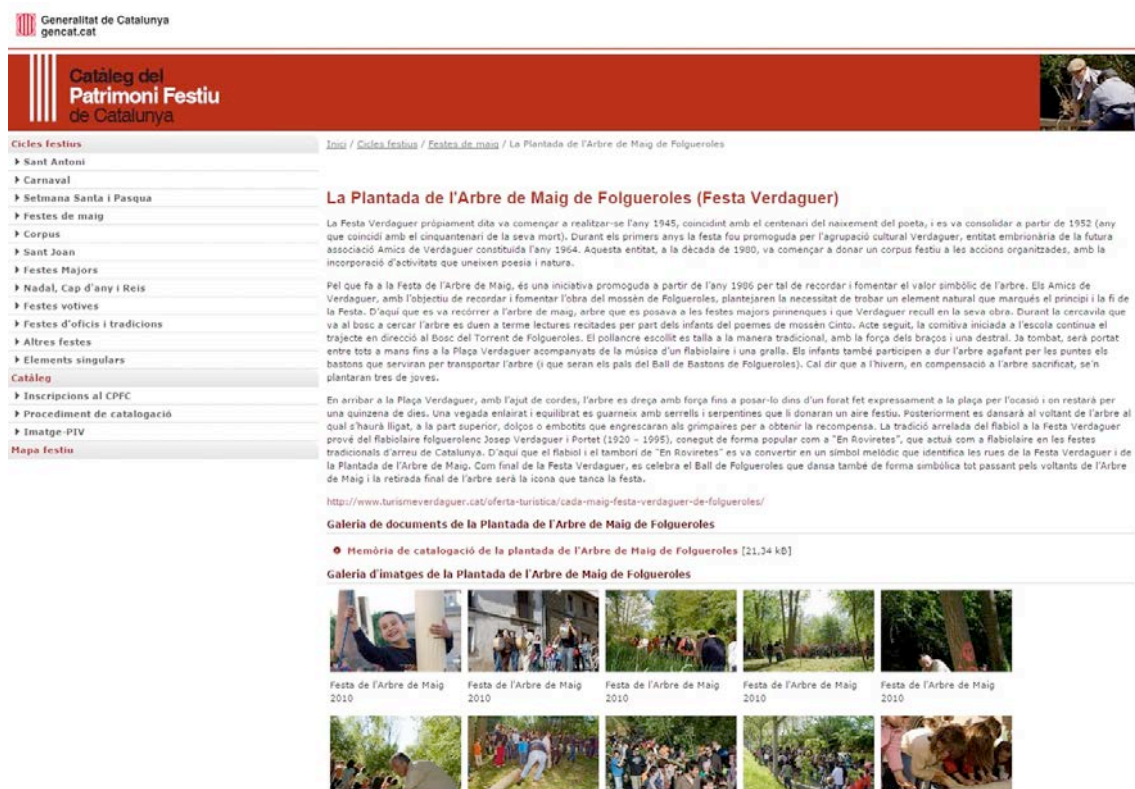 Generalitat de Catalunya
gencat.cat
Catàleg del
Patrimoni Festiu
de Catalunya
Cicles festius
Sant Antoni
Carnaval
Setmana Santa i Pasqua
Festes de maig
Corpus
Sant Joan
Festes Majors
Nadal, Cap d'any i Reis
Festes votives
Festes d'oficis i tradicions
Altres festes
Elements singulars
Catàleg
Inscripcions al CPFC
Procediment de catalogació
Imatge-PIV
Mapa festiu
Inici / Cicles festius / Festes de maig / La Plantada de l'Arbre de Maig de Folgueroles
La Plantada de l'Arbre de Maig de Folgueroles (Festa Verdaguer)
La Festa Verdaguer pròpiament dita va començar a realitzar-se l'any 1945, coincidint amb el centenari del naixement del poeta, i es va consolidar a partir de 1952 (any
que coincidí amb el cinquantenari de la seva mort). Durant els primers anys la festa fou promoguda per l'agrupació cultural Verdaguer, entitat embrionària de la futura
associació Amics de Verdaguer constituïda l'any 1964. Aquesta entitat, a la dècada de 1980, va començar a donar un corpus festiu a les accions organitzades, amb la
incorporació d'activitats que uneixen poesia i natura.
Pel que fa a la Festa de l'Arbre de Maig, és una iniciativa promoguda a partir de l'any 1986 per tal de recordar i fomentar el valor simbòlic de l'arbre. Els Amics de
Verdaguer, amb l'objectiu de recordar i fomentar l'obra del mossèn de Folgueroles, plantejaren la necessitat de trobar un element natural que marqués el principi i la fi de
la Festa. D'aquí que es va recórrer a l'arbre de maig, arbre que es posava a les festes majors pirinenques i que Verdaguer recull en la seva obra. Durant la cercavila que
va al bosc a cercar l'arbre es duen a terme lectures recitades per part dels infants del poemes de mossèn Cinto. Acte seguit, la comitiva iniciada a l'escola continua el
trajecte en direcció al Bosc del Torrent de Folgueroles. El pollancre escollit es talla a la manera tradicional, amb la força dels braços i una destral. Ja tombat, serà portat
entre tots a mans fins a la Plaça Verdaguer acompanyats de la música d'un flabiolaire i una gralla. Els infants també participen a dur l'arbre agafant per les puntes els
bastons que serviran per transportar l'arbre (i que seran els pals del Ball de Bastons de Folgueroles). Cal dir que a l'hivern, en compensació a l'arbre sacrificat, se'n
plantaran tres de joves.
En arribar a la Plaça Verdaguer, amb l'ajut de cordes, l'arbre es dreça amb força fins a posar-lo dins d'un forat fet expressament a la plaça per l'ocasió i on restarà per
una quinzena de dies. Una vegada enlairat i equilibrat es guarneix amb serrells i serpentines que li donaran un aire festiu. Posteriorment es dansarà al voltant de l'arbre al
qual s'haurà lligat, a la part superior, dolços o embotits que engrescaran als grimpaires per a obtenir la recompensa. La tradició arrelada del flabiol a la Festa Verdaguer
prové del flabiolaire folguerolenc Josep Verdaguer i Portet (1920 – 1995), conegut de forma popular com a "En Roviretes", que actuà com a flabiolaire en les festes
tradicionals d'arreu de Catalunya. D'aquí que el flabiol i el tamborí de "En Roviretes" es va convertir en un símbol melòdic que identifica les rues de la Festa Verdaguer i de
la Plantada de l'Arbre de Maig. Com final de la Festa Verdaguer, es celebra el Ball de Folgueroles que dansa també de forma simbòlica tot passant pels voltants de l'Arbre
de Maig i la retirada final de l'arbre serà la icona que tanca la festa.
http://www.turismeverdaguer.cat/oferta-turistica/cada-maig-festa-verdaguer-de-folgueroles/
Galeria de documents de la Plantada de l'Arbre de Maig de Folgueroles
Memòria de catalogació de la plantada de l'Arbre de Maig de Folgueroles [21,34 kB]
Galeria d'imatges de la Plantada de l'Arbre de Maig de Folgueroles
Festa de l'Arbre de Maig
2010
Festa de l'Arbre de Maig
2010
Festa de l'Arbre de Maig
2010
Festa de l'Arbre de Maig
2010
Festa de l'Arbre de Maig
2010